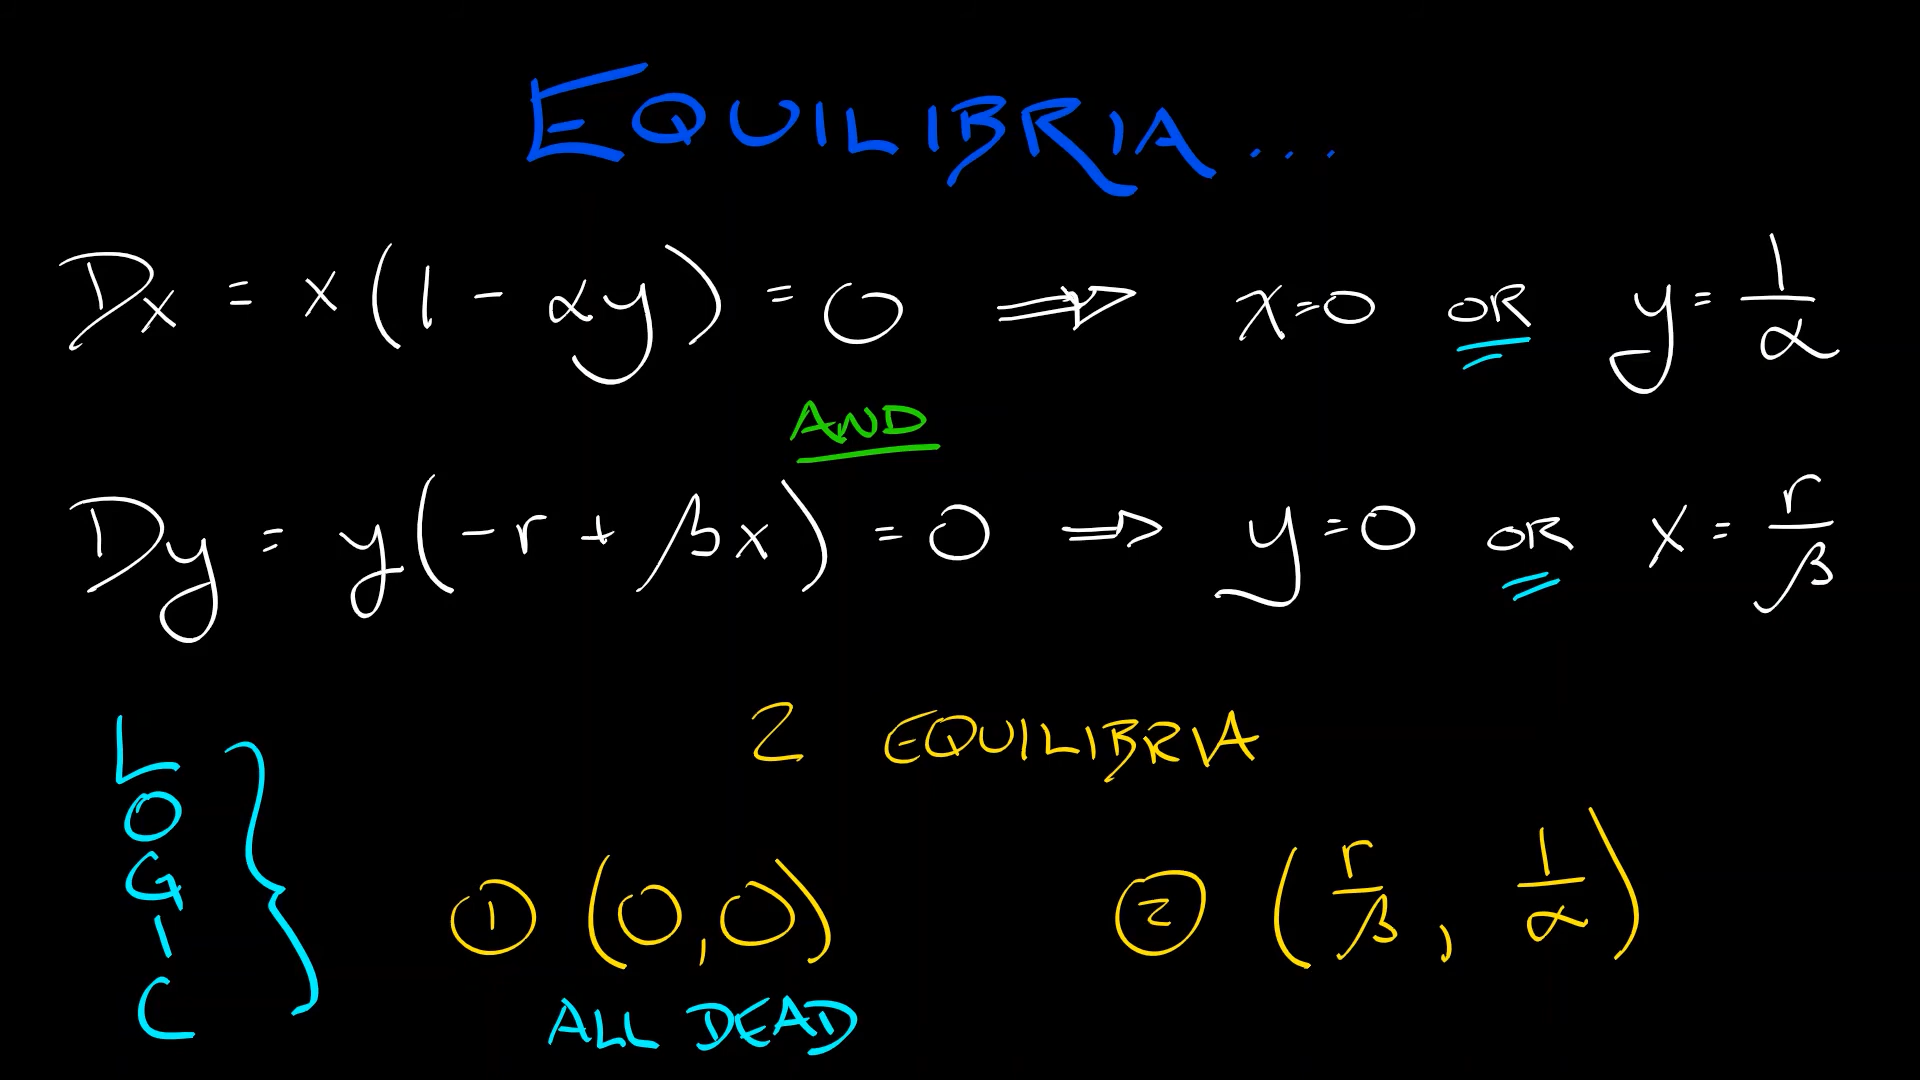 EQUILIBRIA...
Dx = x(1 - αy) = 0 ⇒ x=0 OR y = 1/α
AND
Dy = y(-r + βx) = 0 ⇒ y=0 OR x = r/β
2 EQUILIBRIA
LOGIC
① (0,0) ② (r/β, 1/α)
ALL DEAD